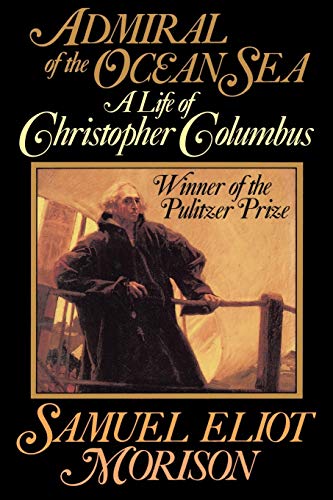 ADMIRAL
of the OCEAN SEA
A Life of
Christopher Columbus
Winner of the
Pulitzer Prize
SAMUEL ELIOT
MORISON